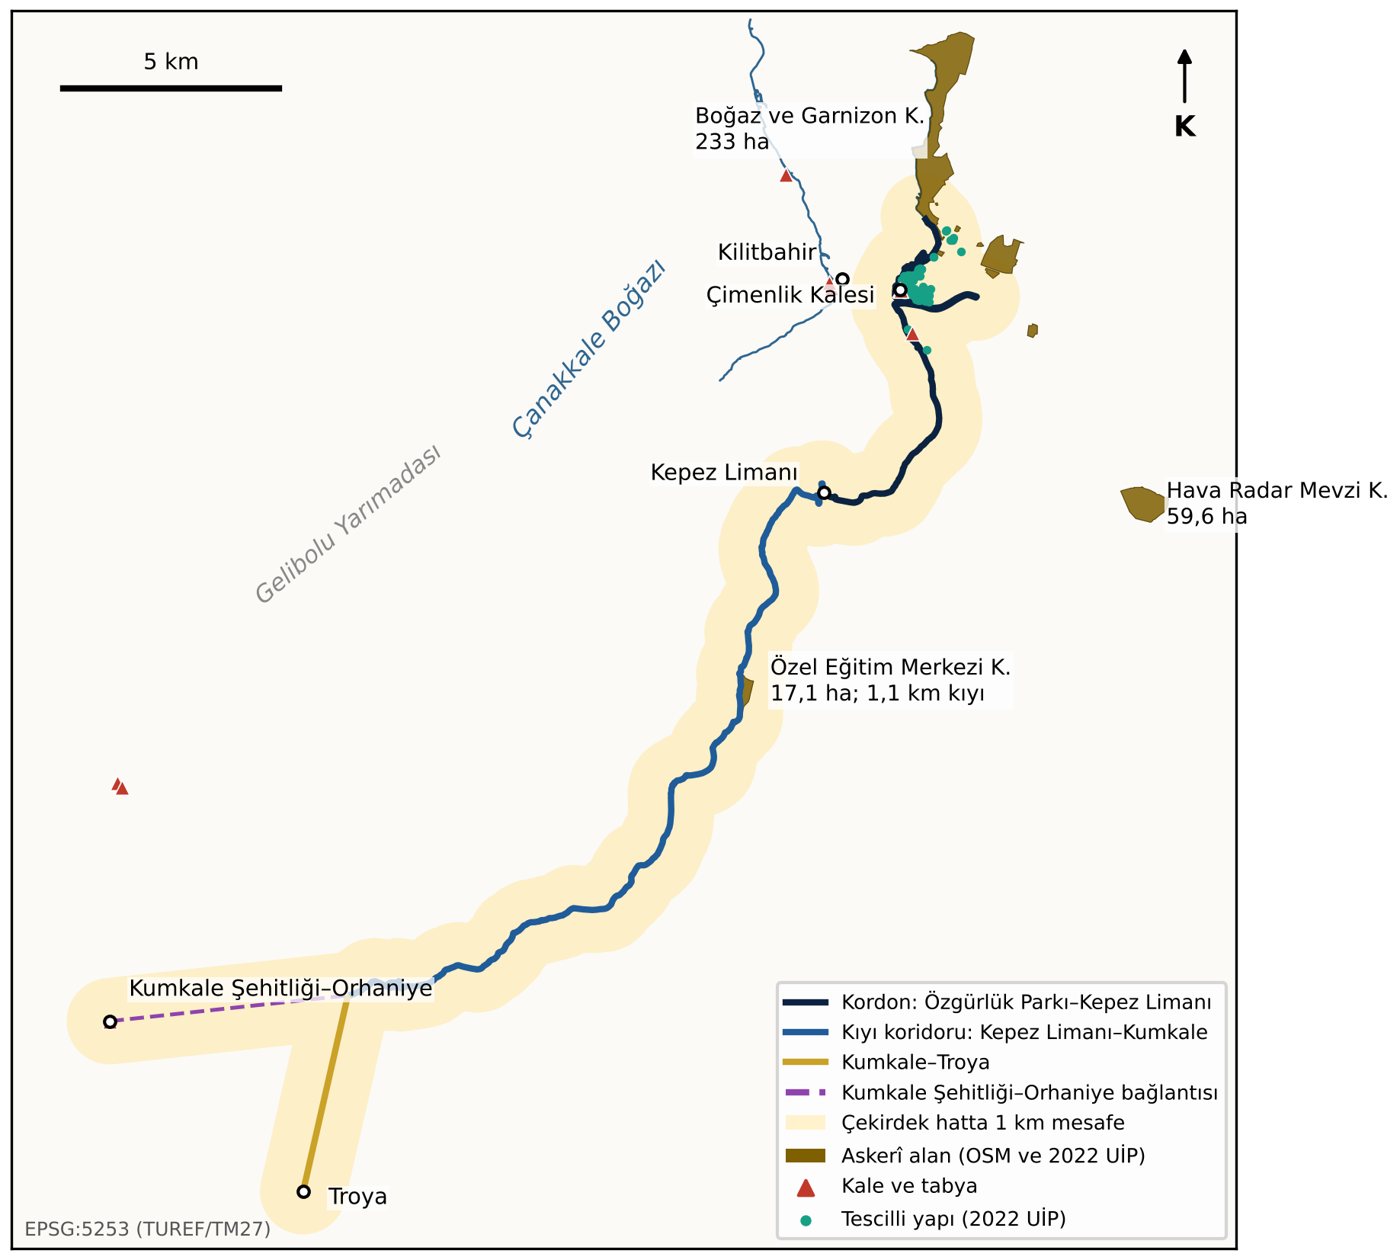 5 km
K
Boğaz ve Garnizon K.
233 ha
Kilitbahir
Çimenlik Kalesi
Çanakkale Boğazı
Gelibolu Yarımadası
Kepez Limanı
Hava Radar Mevzi K.
59,6 ha
Özel Eğitim Merkezi K.
17,1 ha; 1,1 km kıyı
Kumkale Şehitliği–Orhaniye
Troya
Kordon: Özgürlük Parkı–Kepez Limanı
Kıyı koridoru: Kepez Limanı–Kumkale
Kumkale–Troya
Kumkale Şehitliği–Orhaniye bağlantısı
Çekirdek hatta 1 km mesafe
Askerî alan (OSM ve 2022 UİP)
Kale ve tabya
Tescilli yapı (2022 UİP)
EPSG:5253 (TUREF/TM27)